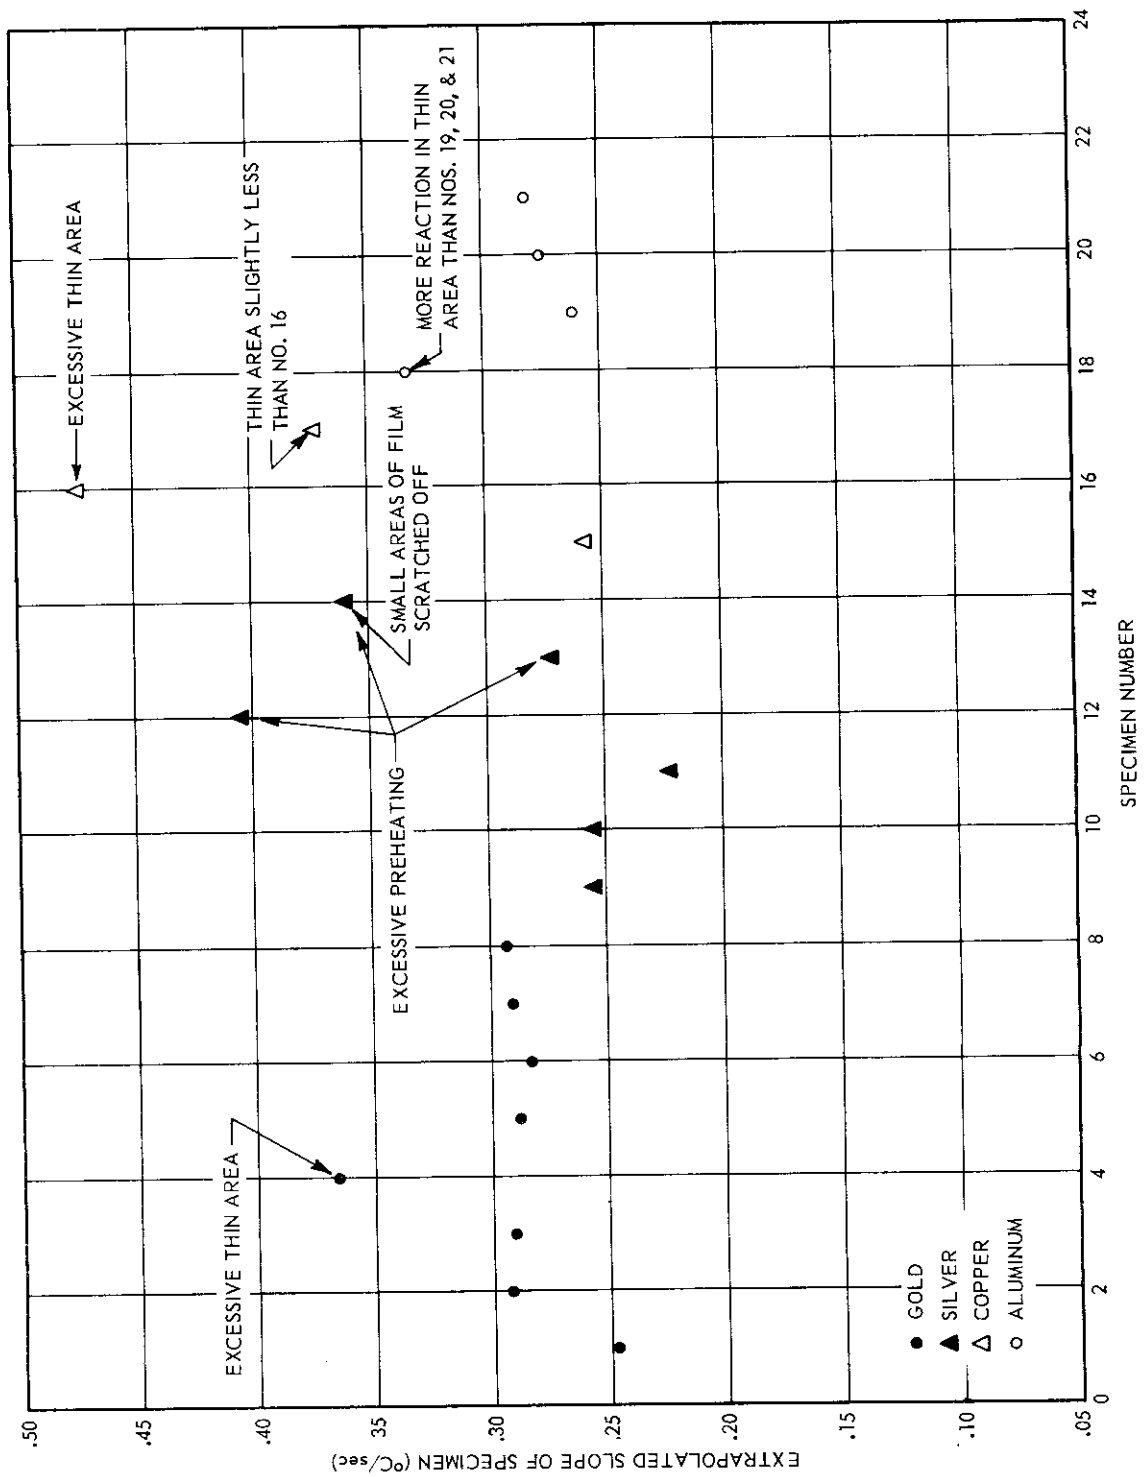 .50
.45
.40
.35
.30
.25
.20
.15
.10
.05
EXTRAPOLATED SLOPE OF SPECIMEN (°C/sec)
0
2
4
6
8
10
12
14
16
18
20
22
24
SPECIMEN NUMBER
EXCESSIVE THIN AREA
EXCESSIVE PREHEATING
SMALL AREAS OF FILM
SCRATCHED OFF
EXCESSIVE THIN AREA
THIN AREA SLIGHTLY LESS
THAN NO. 16
MORE REACTION IN THIN
AREA THAN NOS. 19, 20, & 21
GOLD
SILVER
COPPER
ALUMINUM